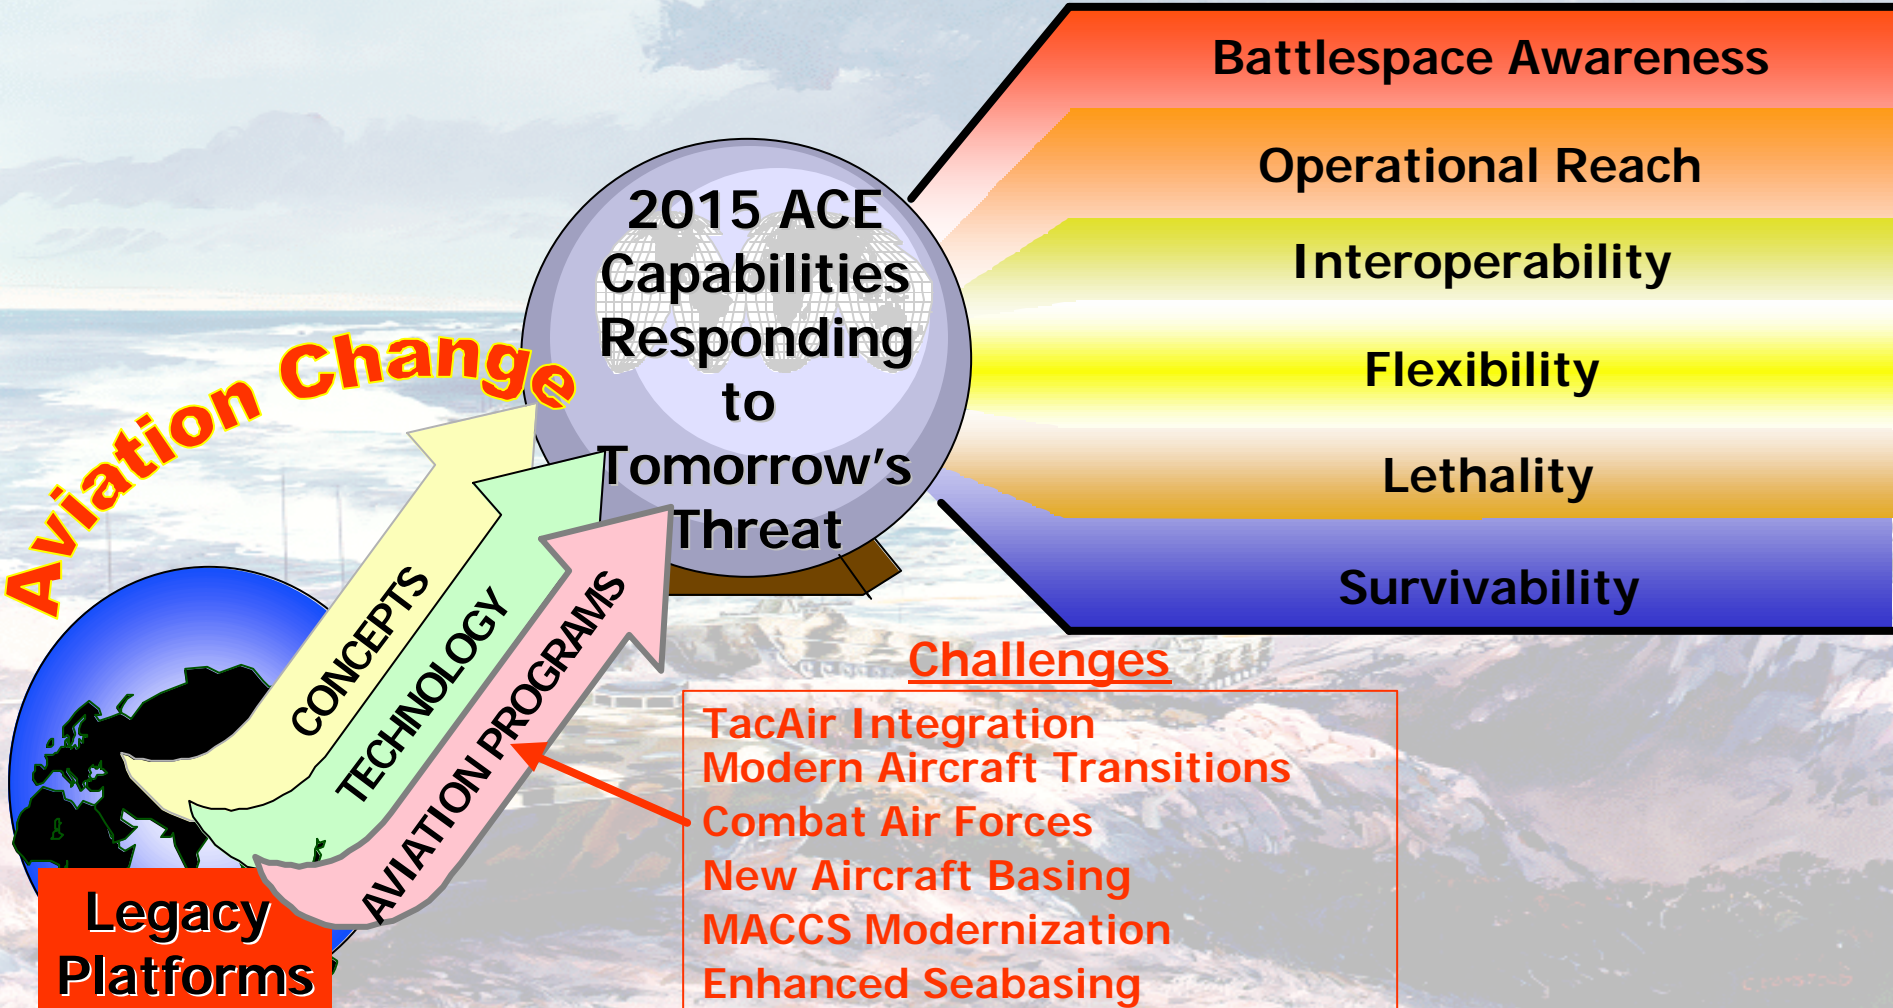 Battlespace Awareness
Operational Reach
Interoperability
Flexibility
Lethality
Survivability
2015 ACE
Capabilities
Responding
to
Tomorrow's
Threat
Aviation Change
CONCEPTS
TECHNOLOGY
AVIATION PROGRAMS
Legacy
Platforms
Challenges
TacAir Integration
Modern Aircraft Transitions
Combat Air Forces
New Aircraft Basing
MACCS Modernization
Enhanced Seabasing